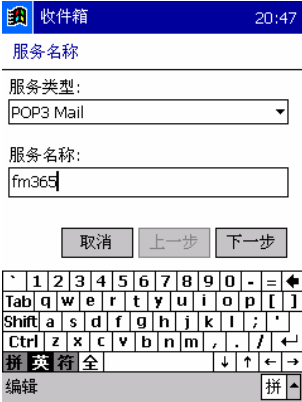 收件箱 20:47
服务名称
服务类型:
POP3 Mail
服务名称:
fm365
取消 上一步 下一步
` 1 2 3 4 5 6 7 8 9 0 - =
Tab q w e r t y u i o p [ ]
Shift a s d f g h j k l ; '
Ctrl z x c v b n m , . /
拼 英 符 全 ↓ ↑ ← →
编辑 拼